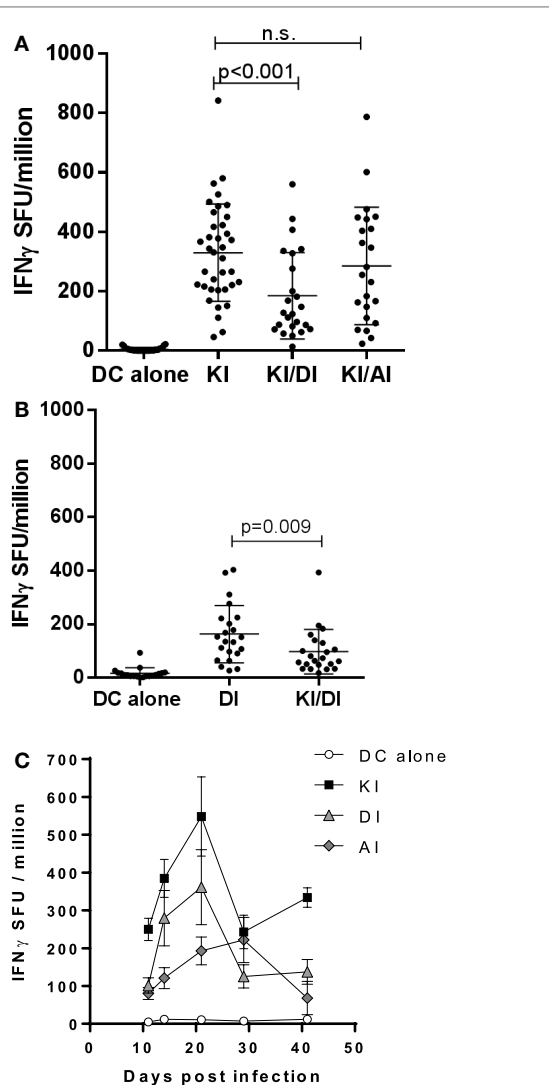 A
n.s.
p<0.001
1000
800
600
400
200
0
IFNγ SFU/million
DC alone KI KI/DI KI/AI
B
1000
800
600
400
200
0
IFNγ SFU/million
p=0.009
DC alone DI KI/DI
C
700
600
500
400
300
200
100
0
IFNγ SFU / million
DC alone
KI
DI
AI
0 10 20 30 40 50
Days post infection